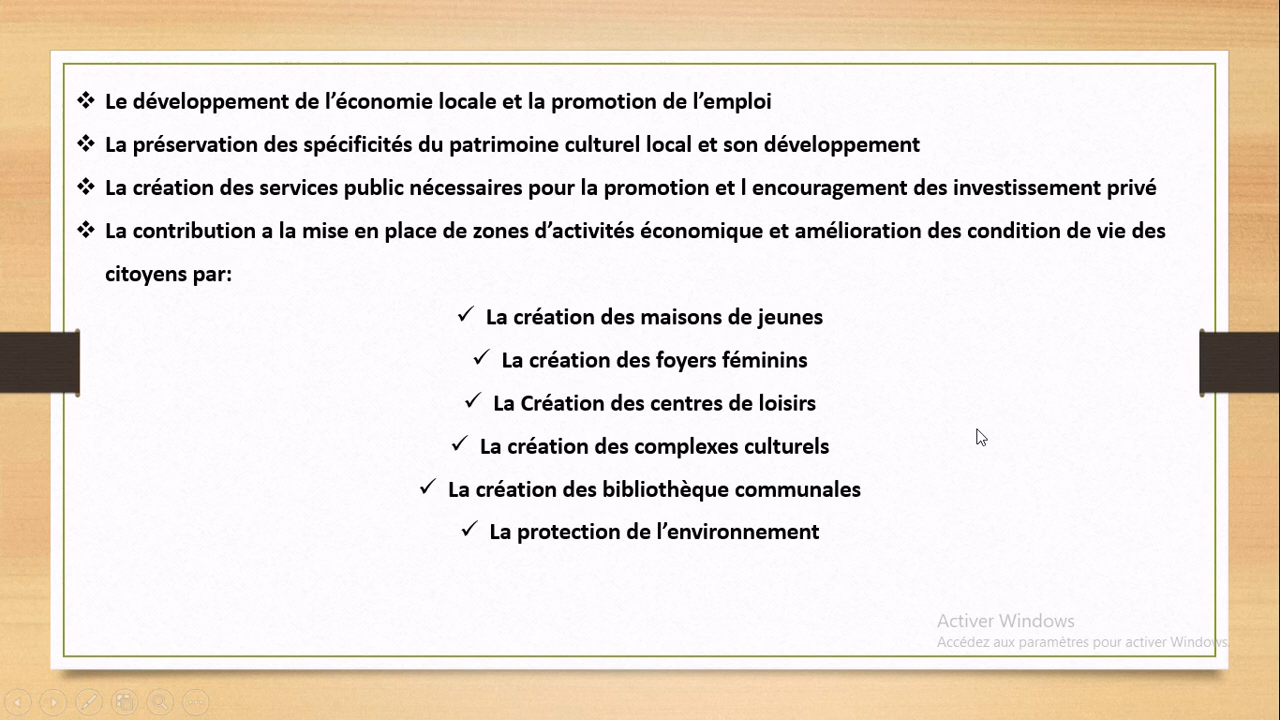 ❖ Le développement de l’économie locale et la promotion de l’emploi
❖ La préservation des spécificités du patrimoine culturel local et son développement
❖ La création des services public nécessaires pour la promotion et l encouragement des investissement privé
❖ La contribution a la mise en place de zones d’activités économique et amélioration des condition de vie des
citoyens par:
✓ La création des maisons de jeunes
✓ La création des foyers féminins
✓ La Création des centres de loisirs
✓ La création des complexes culturels
✓ La création des bibliothèque communales
✓ La protection de l’environnement
Activer Windows
Accédez aux paramètres pour activer Windows.